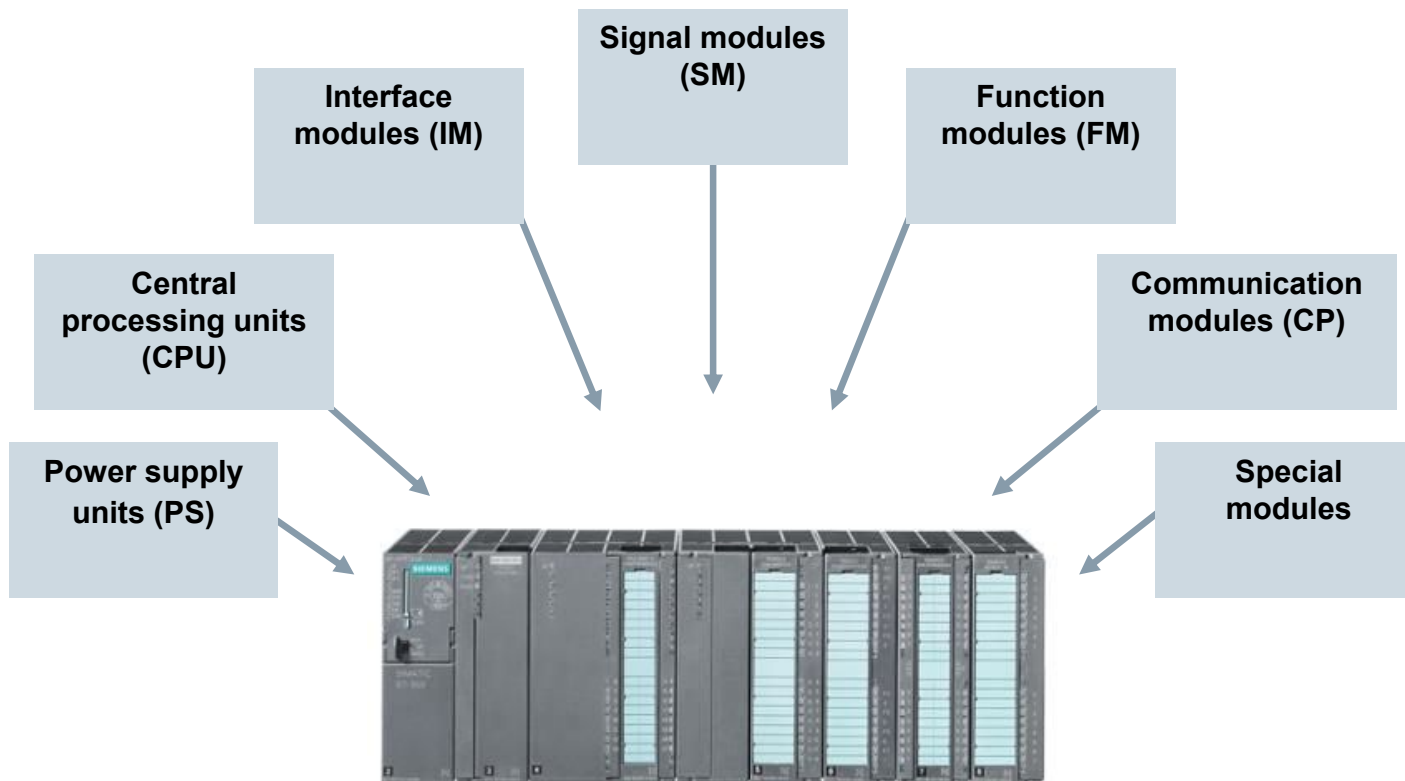 Signal modules
(SM)
Interface
modules (IM)
Function
modules (FM)
Central
processing units
(CPU)
Communication
modules (CP)
Power supply
units (PS)
Special
modules
SIEMENS
SIMATIC